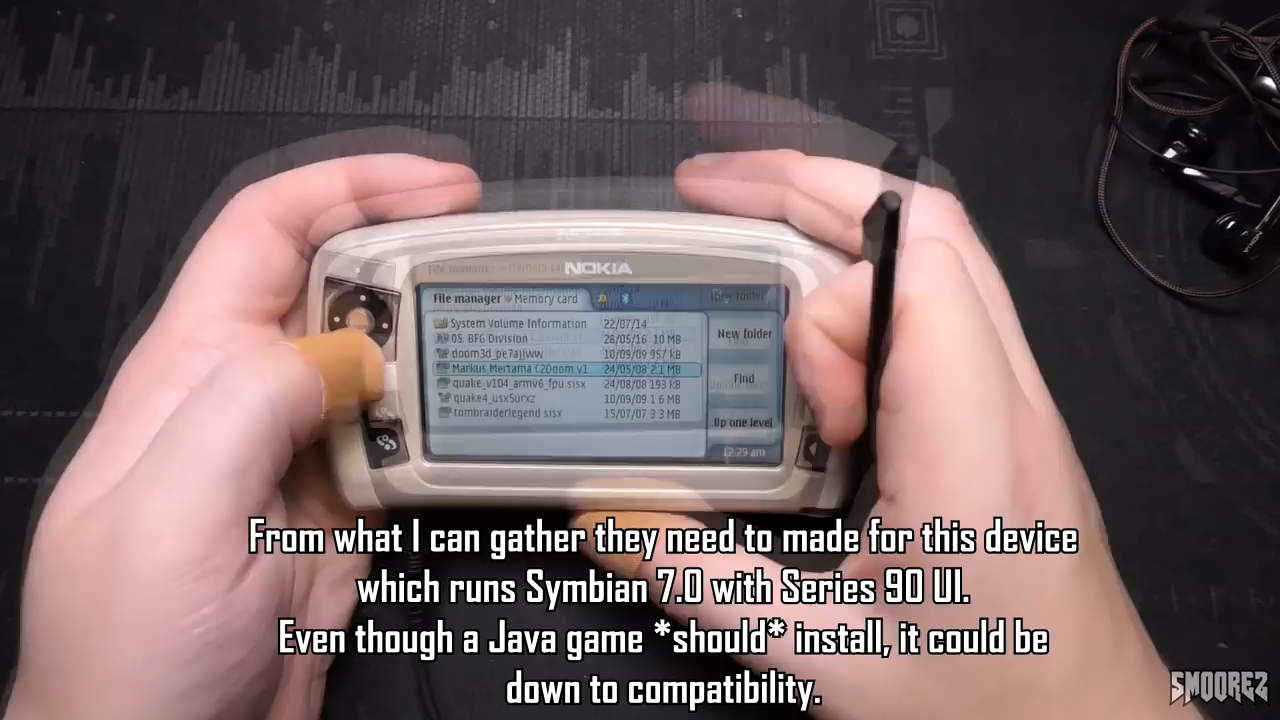 NOKIA
File manager Memory card
New folder
System Volume Information 22/07/14
05. BFG Division 28/05/16 10 MB
doom3d_pe7ajjww 10/09/09 957 kB
Find
Markus Mertama C2Doom v1 24/05/08 2.1 MB
quake_v104_armv6_fpu sisx 24/08/08 193 kB
quake4_usx5urxz 10/09/09 1.6 MB
tombraiderlegend sisx 15/07/07 3.3 MB
Up one level
12:29 am
From what I can gather they need to made for this device
which runs Symbian 7.0 with Series 90 UI.
Even though a Java game *should* install, it could be
down to compatibility.
SMOOREZ